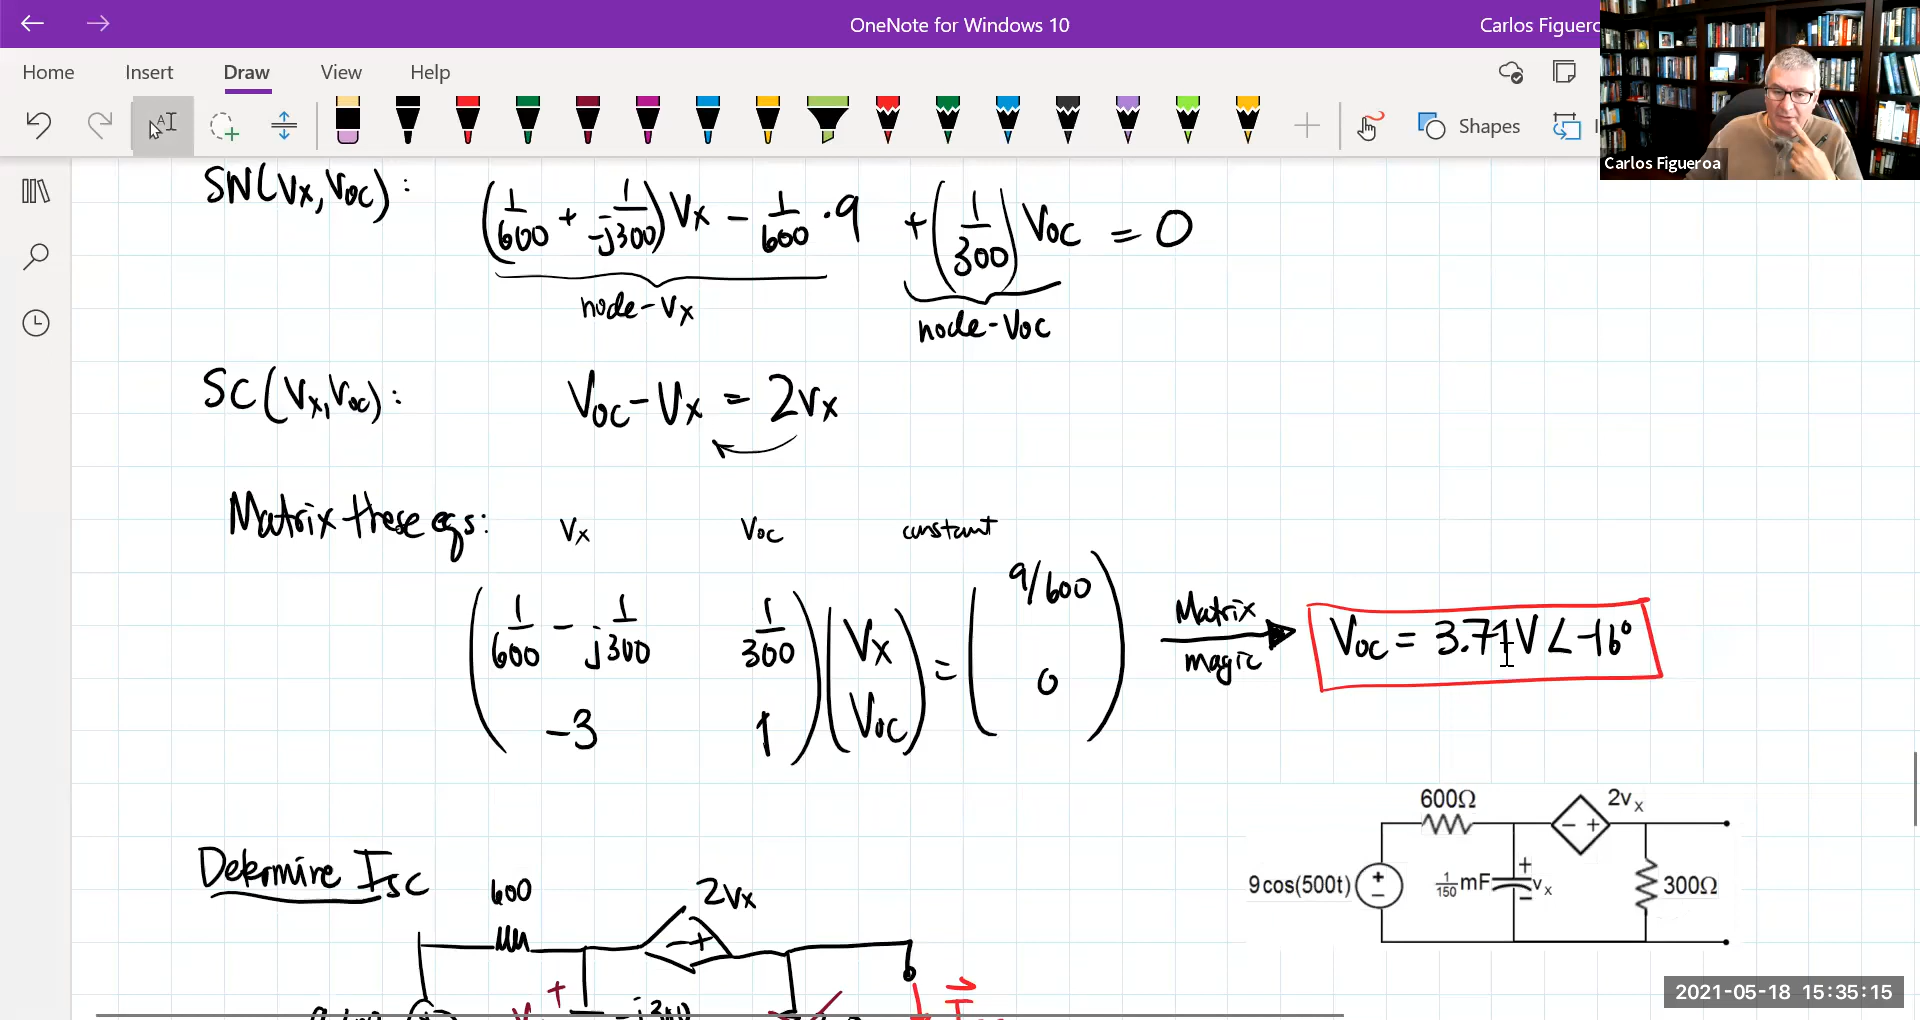 OneNote for Windows 10
Carlos Figuero
Home Insert Draw View Help
Shapes
Carlos Figueroa
SN(Vx, Voc): (1/600 + 1/-j300) Vx - 1/600 · 9 + (1/300) Voc = 0
node-Vx
node-Voc
SC(Vx, Voc): Voc - Vx = 2Vx
Matrix these eqs: Vx Voc constant
(1/600 - 1/j300 1/300) (Vx) = (9/600)
(-3 1) (Voc) (0)
Matrix
magic
Voc = 3.71V ∠-16°
600Ω 2vx
9cos(500t) 1/150 mF + vx − 300Ω
Determine Isc
600 2Vx
− +
+
-j300
2021-05-18 15:35:15